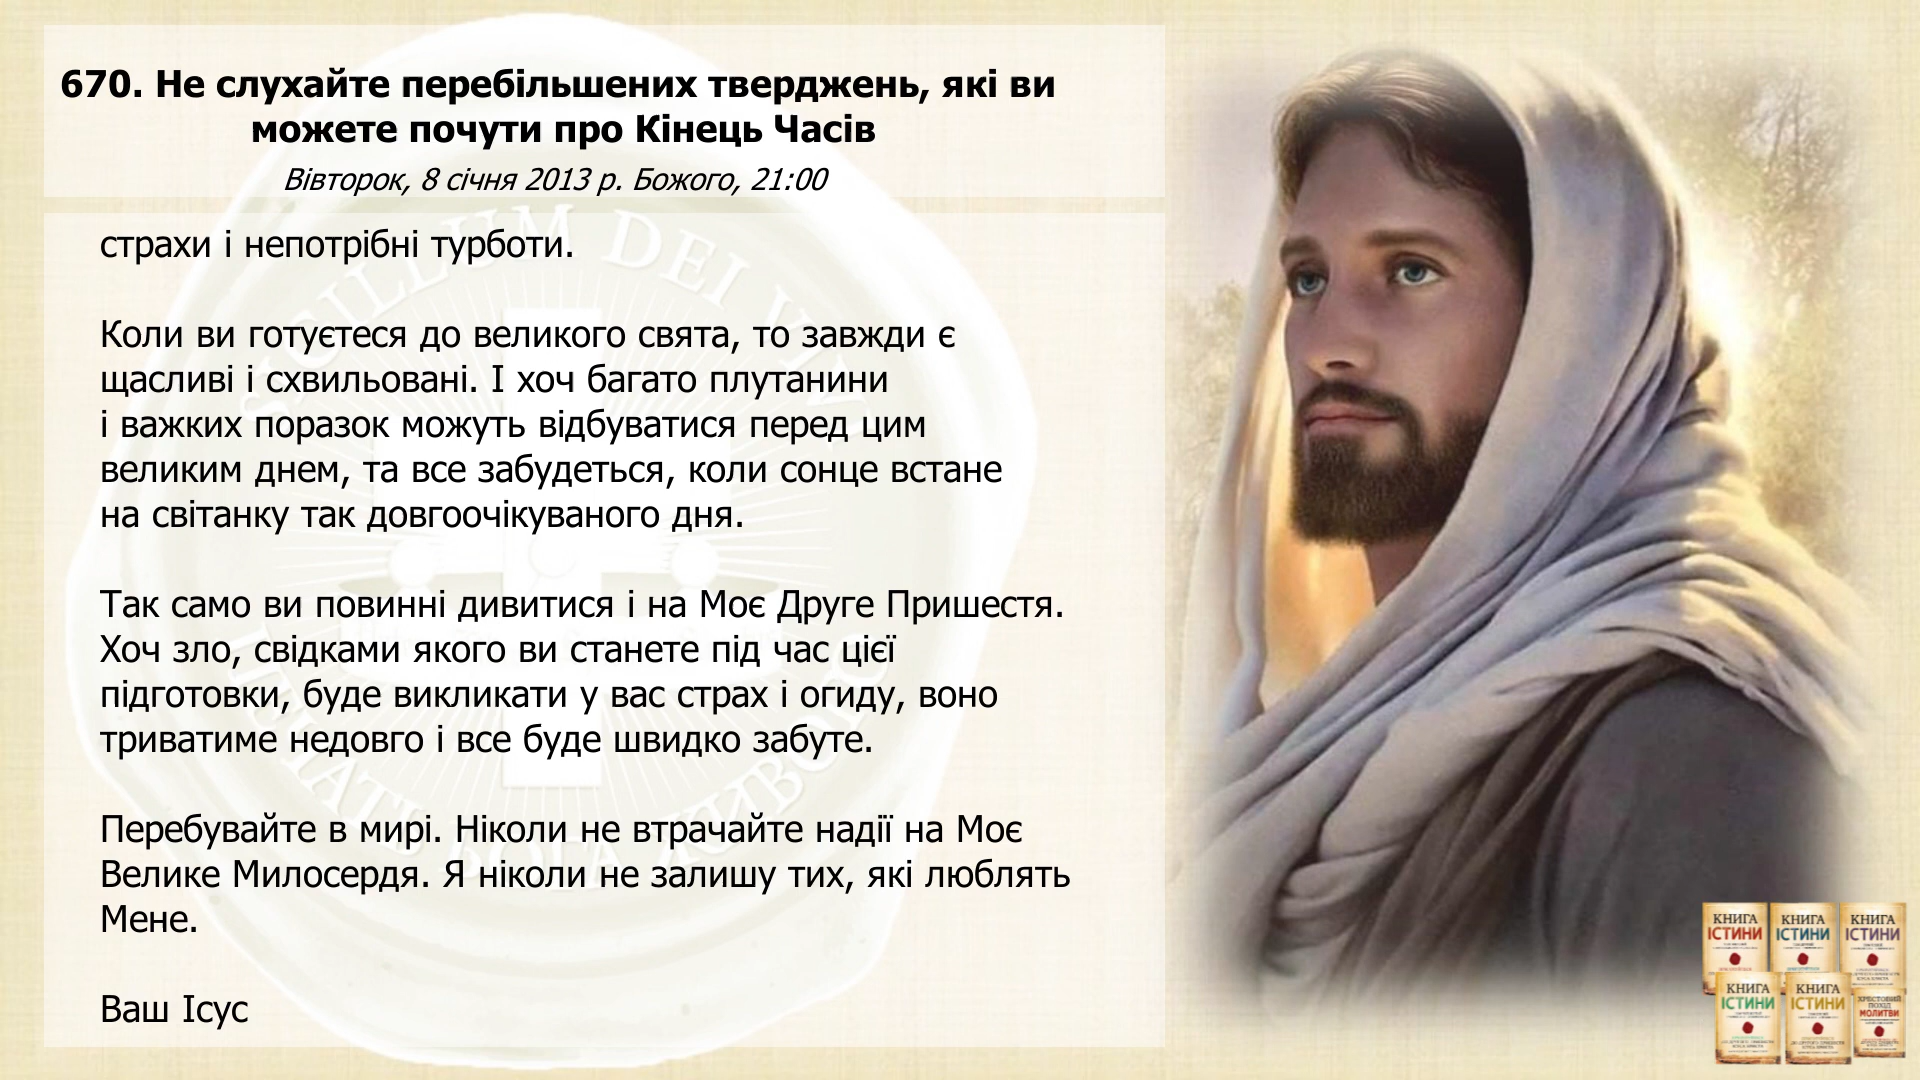 670. Не слухайте перебільшених тверджень, які ви
можете почути про Кінець Часів
Вівторок, 8 січня 2013 р. Божого, 21:00
страхи і непотрібні турботи.
Коли ви готуєтеся до великого свята, то завжди є
щасливі і схвильовані. І хоч багато плутанини
і важких поразок можуть відбуватися перед цим
великим днем, та все забудеться, коли сонце встане
на світанку так довгоочікуваного дня.
Так само ви повинні дивитися і на Моє Друге Пришестя.
Хоч зло, свідками якого ви станете під час цієї
підготовки, буде викликати у вас страх і огиду, воно
триватиме недовго і все буде швидко забуте.
Перебувайте в мирі. Ніколи не втрачайте надії на Моє
Велике Милосердя. Я ніколи не залишу тих, які люблять
Мене.
Ваш Ісус
SIGILLUM DEI VIVI
БОГА ЖИВОГО
КНИГА
ІСТИНИ
КНИГА
ІСТИНИ
КНИГА
ІСТИНИ
КНИГА
ІСТИНИ
КНИГА
ІСТИНИ
ХРЕСТОВИЙ
ПОХІД
МОЛИТВИ